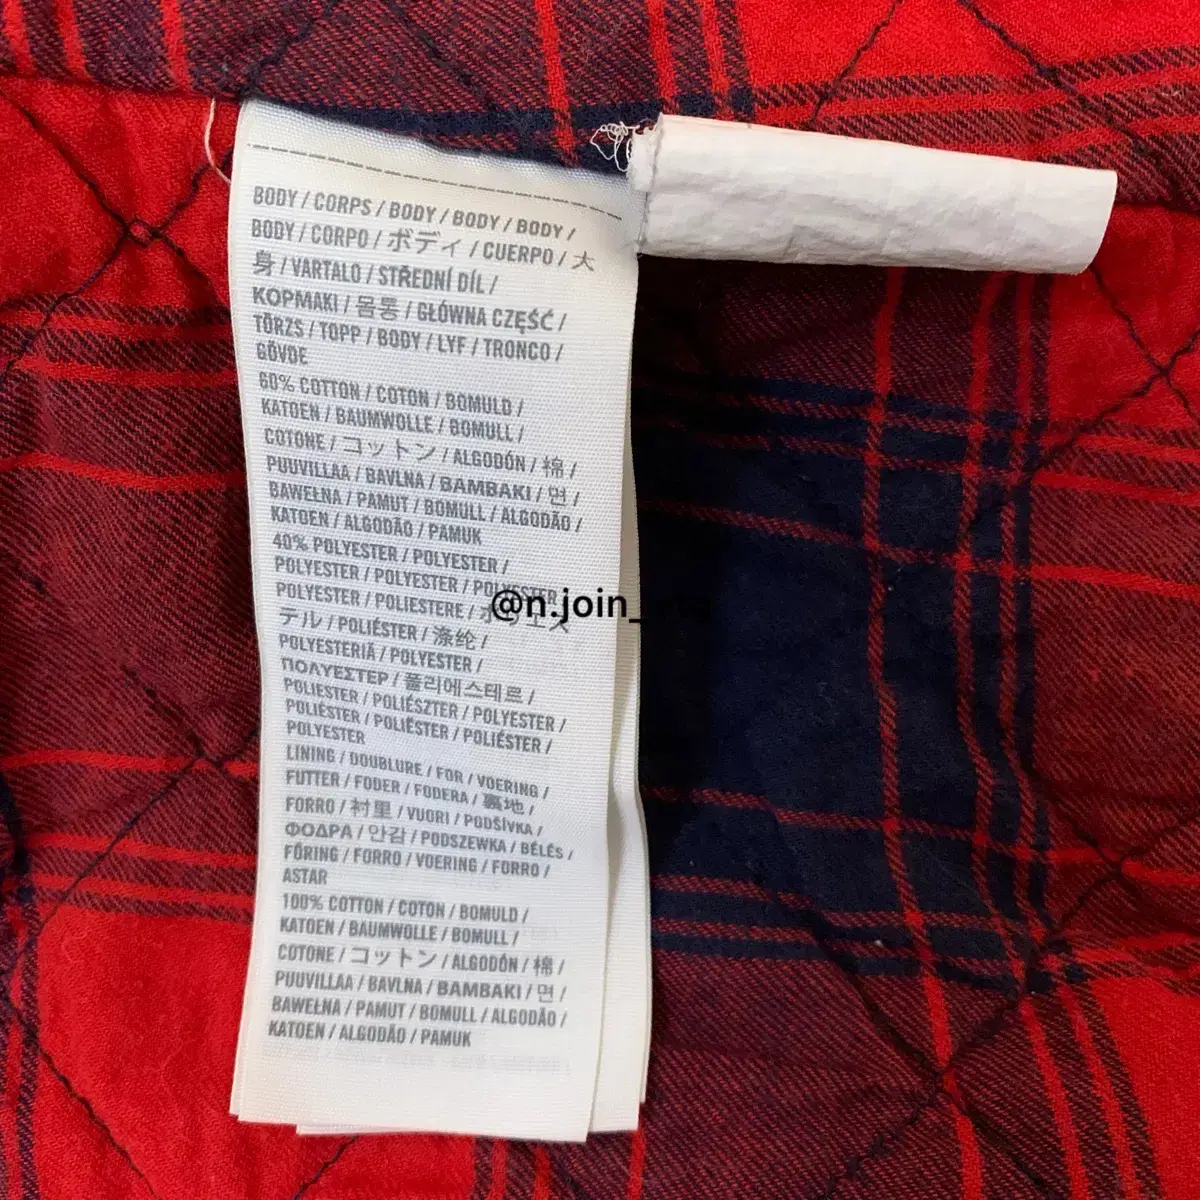 BODY / CORPS / BODY / BODY / BODY /
BODY / CORPO / ボディ / CUERPO / 大
身 / VARTALO / STŘEDNÍ DÍL /
ΚΟΡΜΑΚΙ / 몸통 / GŁÓWNA CZĘŚĆ /
TÖRZS / TOPP / BODY / LYF / TRONCO /
GÖVDE
60% COTTON / COTON / BOMULD /
KATOEN / BAUMWOLLE / BOMULL /
COTONE / コットン / ALGODÓN / 棉 /
PUUVILLAA / BAVLNA / BAMBAKI / 면 /
BAWEŁNA / PAMUT / BOMULL / ALGODÃO /
KATOEN / ALGODÃO / PAMUK
40% POLYESTER / POLYESTER /
POLYESTER / POLYESTER / POLYESTER /
POLYESTER / POLIESTERE / ポリエス
テル / POLIÉSTER / 涤纶 /
POLYESTERIÄ / POLYESTER /
ΠΟΛΥΕΣΤΕΡ / 폴리에스테르 /
POLIESTER / POLIÉSZTER / POLYESTER /
POLIÉSTER / POLIËSTER / POLIÉSTER /
POLYESTER
LINING / DOUBLURE / FOR / VOERING /
FUTTER / FODER / FODERA / 裏地 /
FORRO / 衬里 / VUORI / PODŠÍVKA /
ΦΟΔΡΑ / 안감 / PODSZEWKA / BÉLÉS /
FÔRING / FORRO / VOERING / FORRO /
ASTAR
100% COTTON / COTON / BOMULD /
KATOEN / BAUMWOLLE / BOMULL /
COTONE / コットン / ALGODÓN / 棉 /
PUUVILLAA / BAVLNA / BAMBAKI / 면 /
BAWEŁNA / PAMUT / BOMULL / ALGODÃO /
KATOEN / ALGODÃO / PAMUK